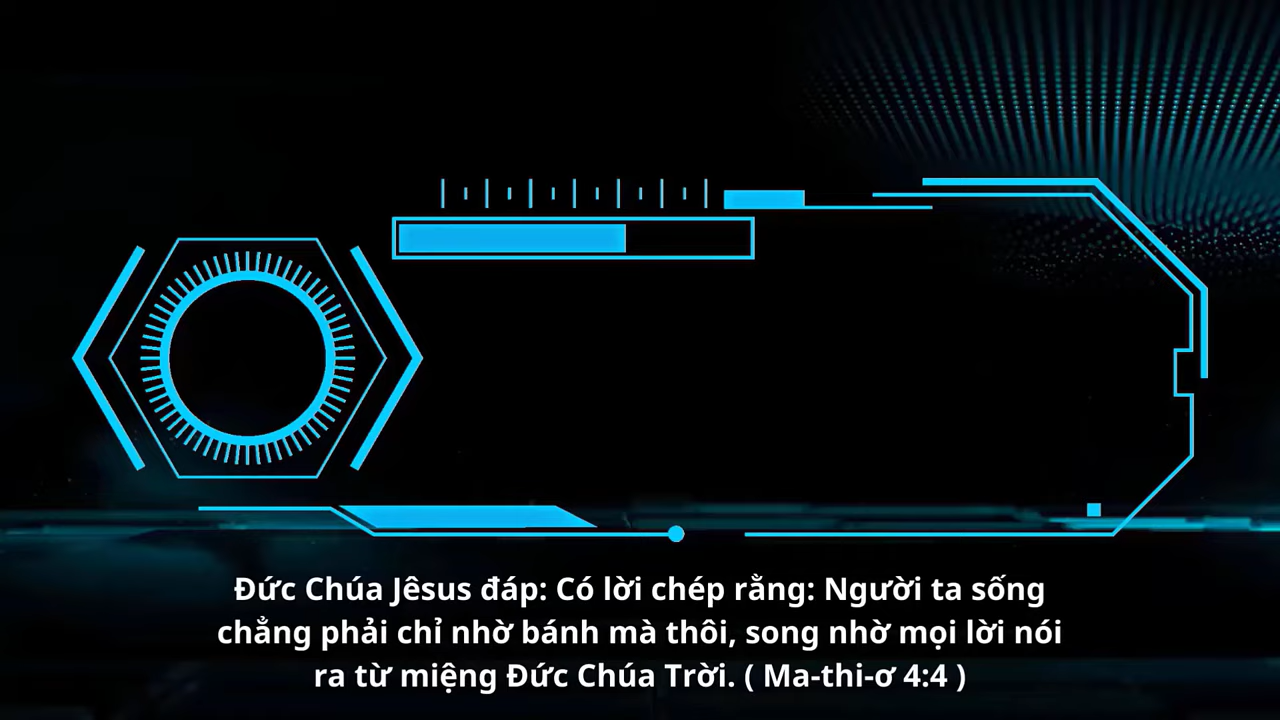 Đức Chúa Jêsus đáp: Có lời chép rằng: Người ta sống
chẳng phải chỉ nhờ bánh mà thôi, song nhờ mọi lời nói
ra từ miệng Đức Chúa Trời. ( Ma-thi-ơ 4:4 )